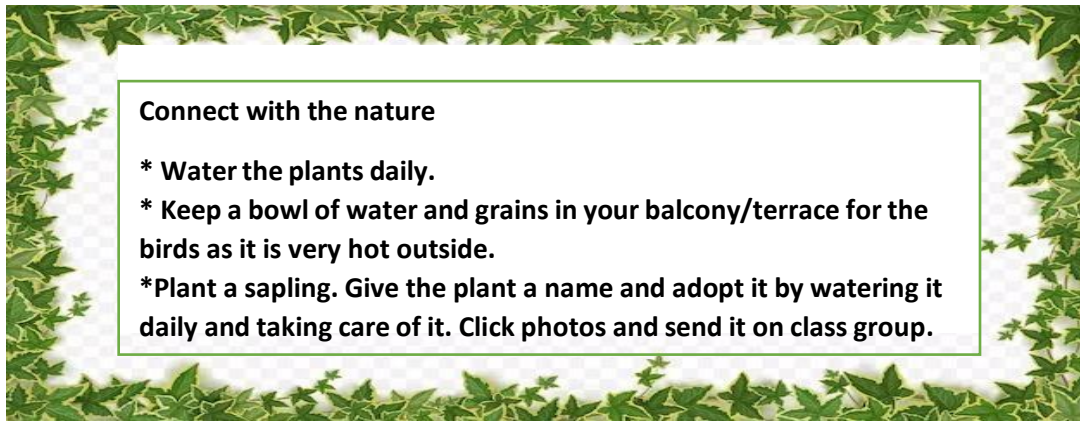 Connect with the nature
* Water the plants daily.
* Keep a bowl of water and grains in your balcony/terrace for the
birds as it is very hot outside.
*Plant a sapling. Give the plant a name and adopt it by watering it
daily and taking care of it. Click photos and send it on class group.